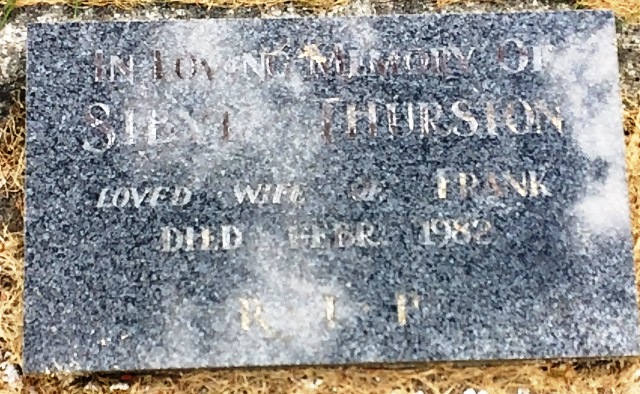 IN LOVING MEMORY OF
THURSTON
LOVED WIFE OF FRANK
DIED FEBR. 1982
R. I. P